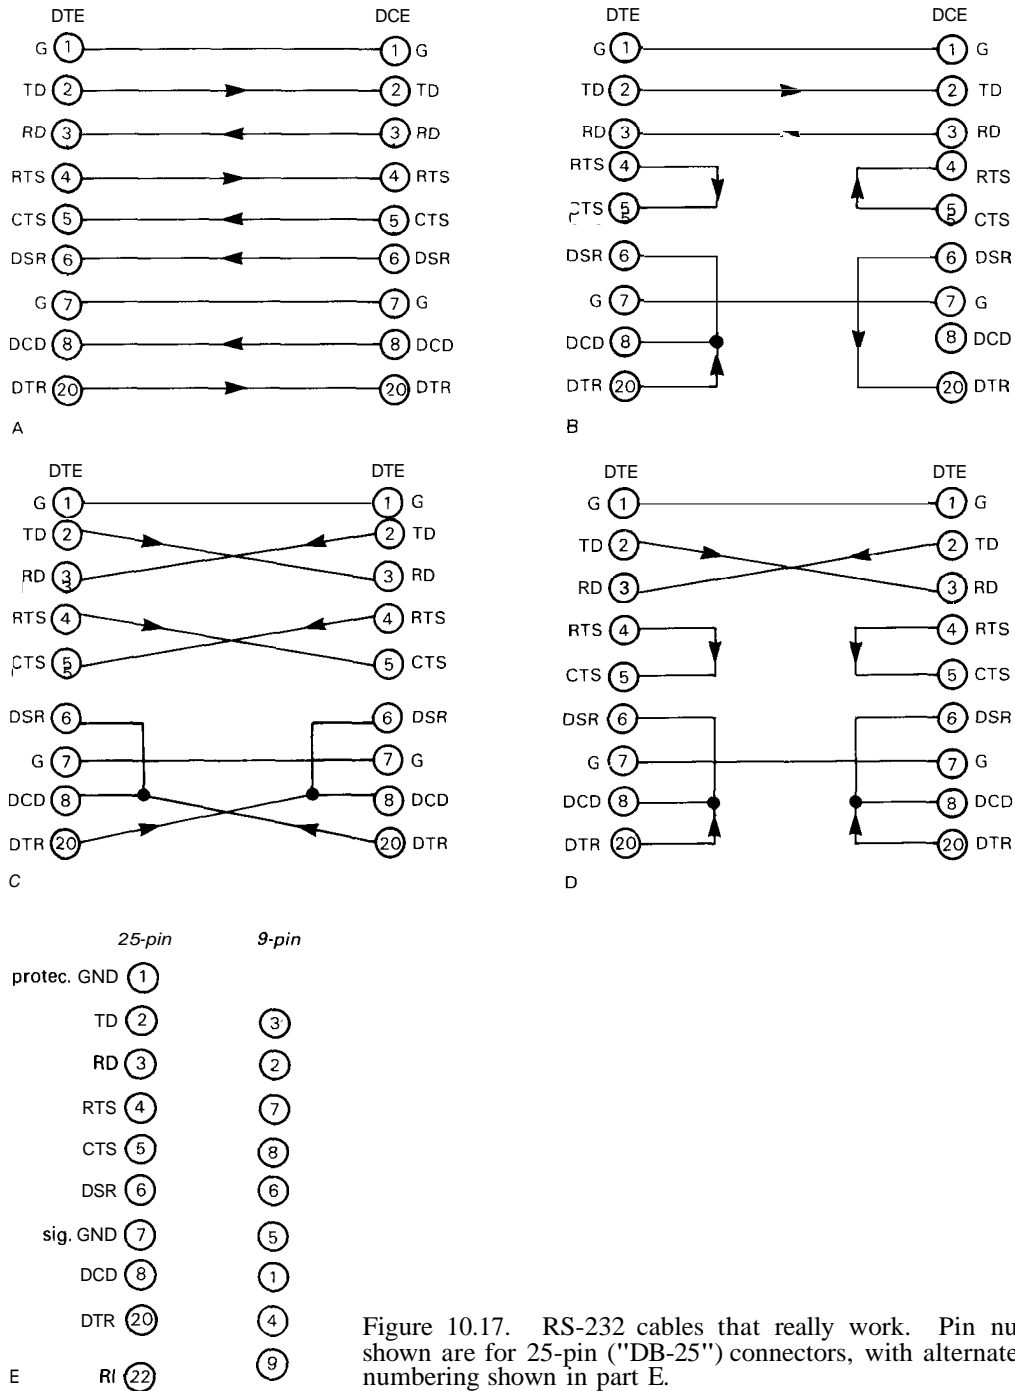 DTE DCE
G 1 1 G
TD 2 2 TD
RD 3 3 RD
RTS 4 4 RTS
CTS 5 5 CTS
DSR 6 6 DSR
G 7 7 G
DCD 8 8 DCD
DTR 20 20 DTR
A
DTE DCE
G 1 1 G
TD 2 2 TD
RD 3 3 RD
RTS 4 4 RTS
CTS 5 5 CTS
DSR 6 6 DSR
G 7 7 G
DCD 8 8 DCD
DTR 20 20 DTR
B
DTE DTE
G 1 1 G
TD 2 2 TD
RD 3 3 RD
RTS 4 4 RTS
CTS 5 5 CTS
DSR 6 6 DSR
G 7 7 G
DCD 8 8 DCD
DTR 20 20 DTR
C
DTE DTE
G 1 1 G
TD 2 2 TD
RD 3 3 RD
RTS 4 4 RTS
CTS 5 5 CTS
DSR 6 6 DSR
G 7 7 G
DCD 8 8 DCD
DTR 20 20 DTR
D
25-pin 9-pin
protec. GND 1
TD 2 3
RD 3 2
RTS 4 7
CTS 5 8
DSR 6 6
sig. GND 7 5
DCD 8 1
DTR 20 4
E RI 22 9
Figure 10.17. RS-232 cables that really work. Pin nu
shown are for 25-pin ("DB-25") connectors, with alternate
numbering shown in part E.